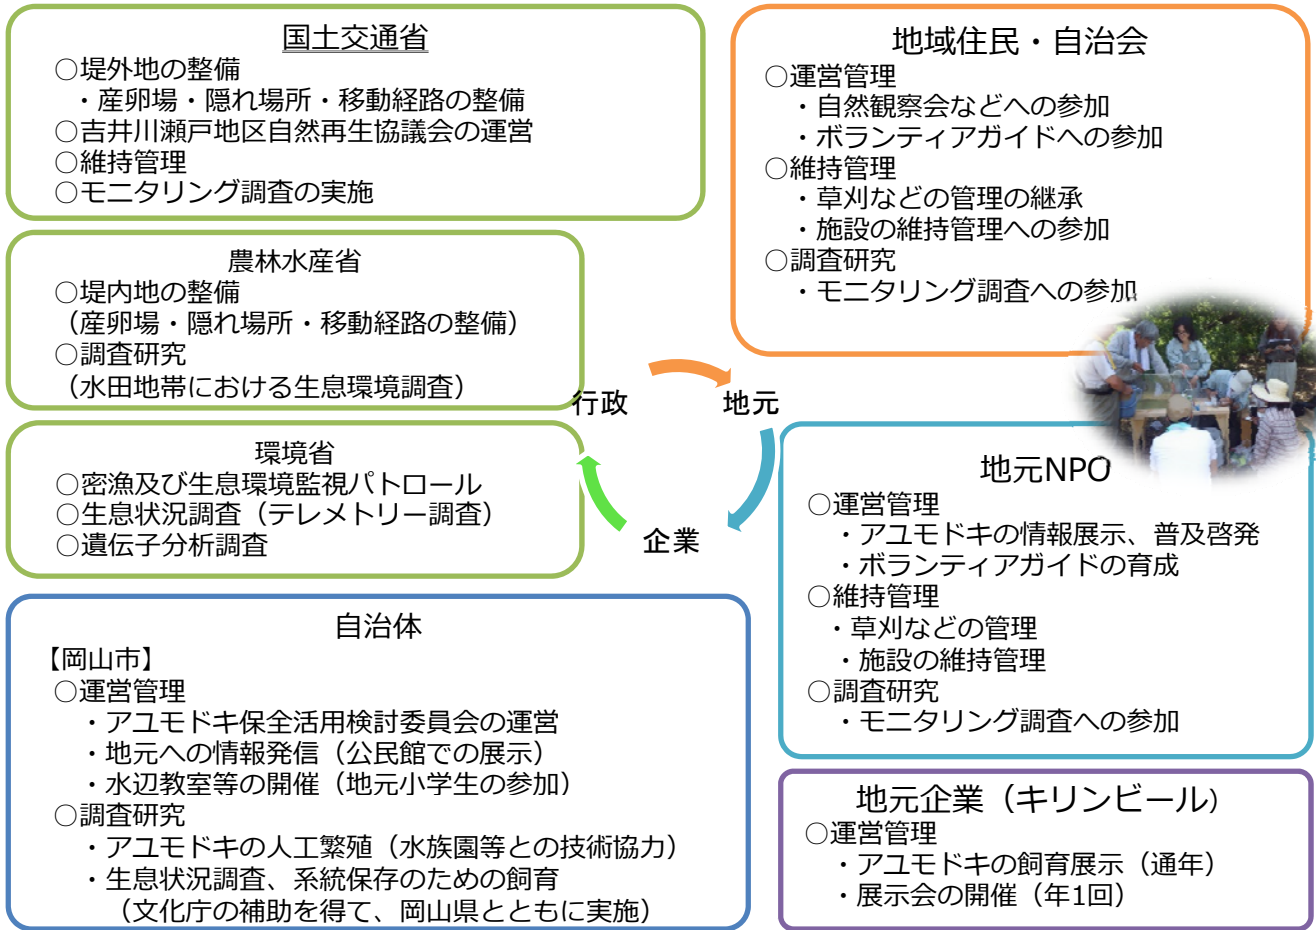 国土交通省
○堤外地の整備
・産卵場・隠れ場所・移動経路の整備
○吉井川瀬戸地区自然再生協議会の運営
○維持管理
○モニタリング調査の実施
農林水産省
○堤内地の整備
（産卵場・隠れ場所・移動経路の整備）
○調査研究
（水田地帯における生息環境調査）
環境省
○密漁及び生息環境監視パトロール
○生息状況調査（テレメトリー調査）
○遺伝子分析調査
自治体
【岡山市】
○運営管理
・アユモドキ保全活用検討委員会の運営
・地元への情報発信（公民館での展示）
・水辺教室等の開催（地元小学生の参加）
○調査研究
・アユモドキの人工繁殖（水族園等との技術協力）
・生息状況調査、系統保存のための飼育
（文化庁の補助を得て、岡山県とともに実施）
行政
地元
企業
地域住民・自治会
○運営管理
・自然観察会などへの参加
・ボランティアガイドへの参加
○維持管理
・草刈などの管理の継承
・施設の維持管理への参加
○調査研究
・モニタリング調査への参加
地元NPO
○運営管理
・アユモドキの情報展示、普及啓発
・ボランティアガイドの育成
○維持管理
・草刈などの管理
・施設の維持管理
○調査研究
・モニタリング調査への参加
地元企業（キリンビール）
○運営管理
・アユモドキの飼育展示（通年）
・展示会の開催（年1回）